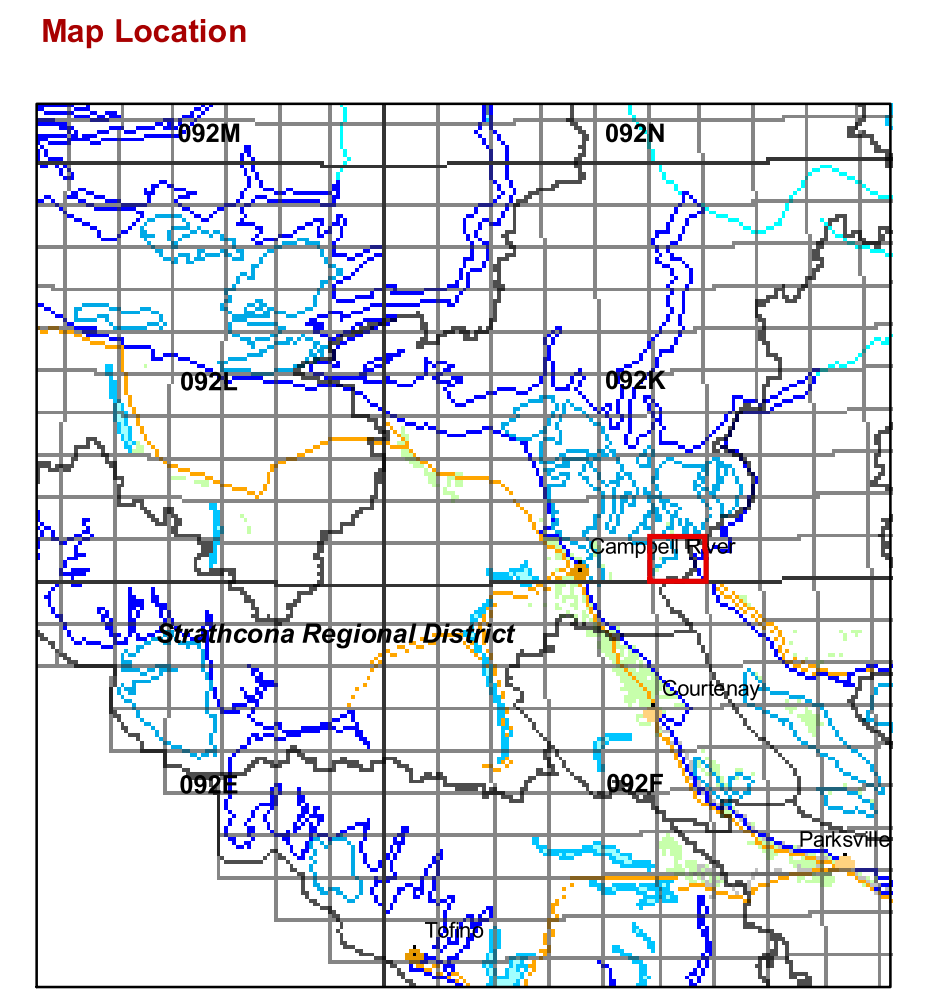 Map Location
092M
092N
092L
092K
Campbell River
Strathcona Regional District
Courtenay
092E
092F
Parksville
Tofino